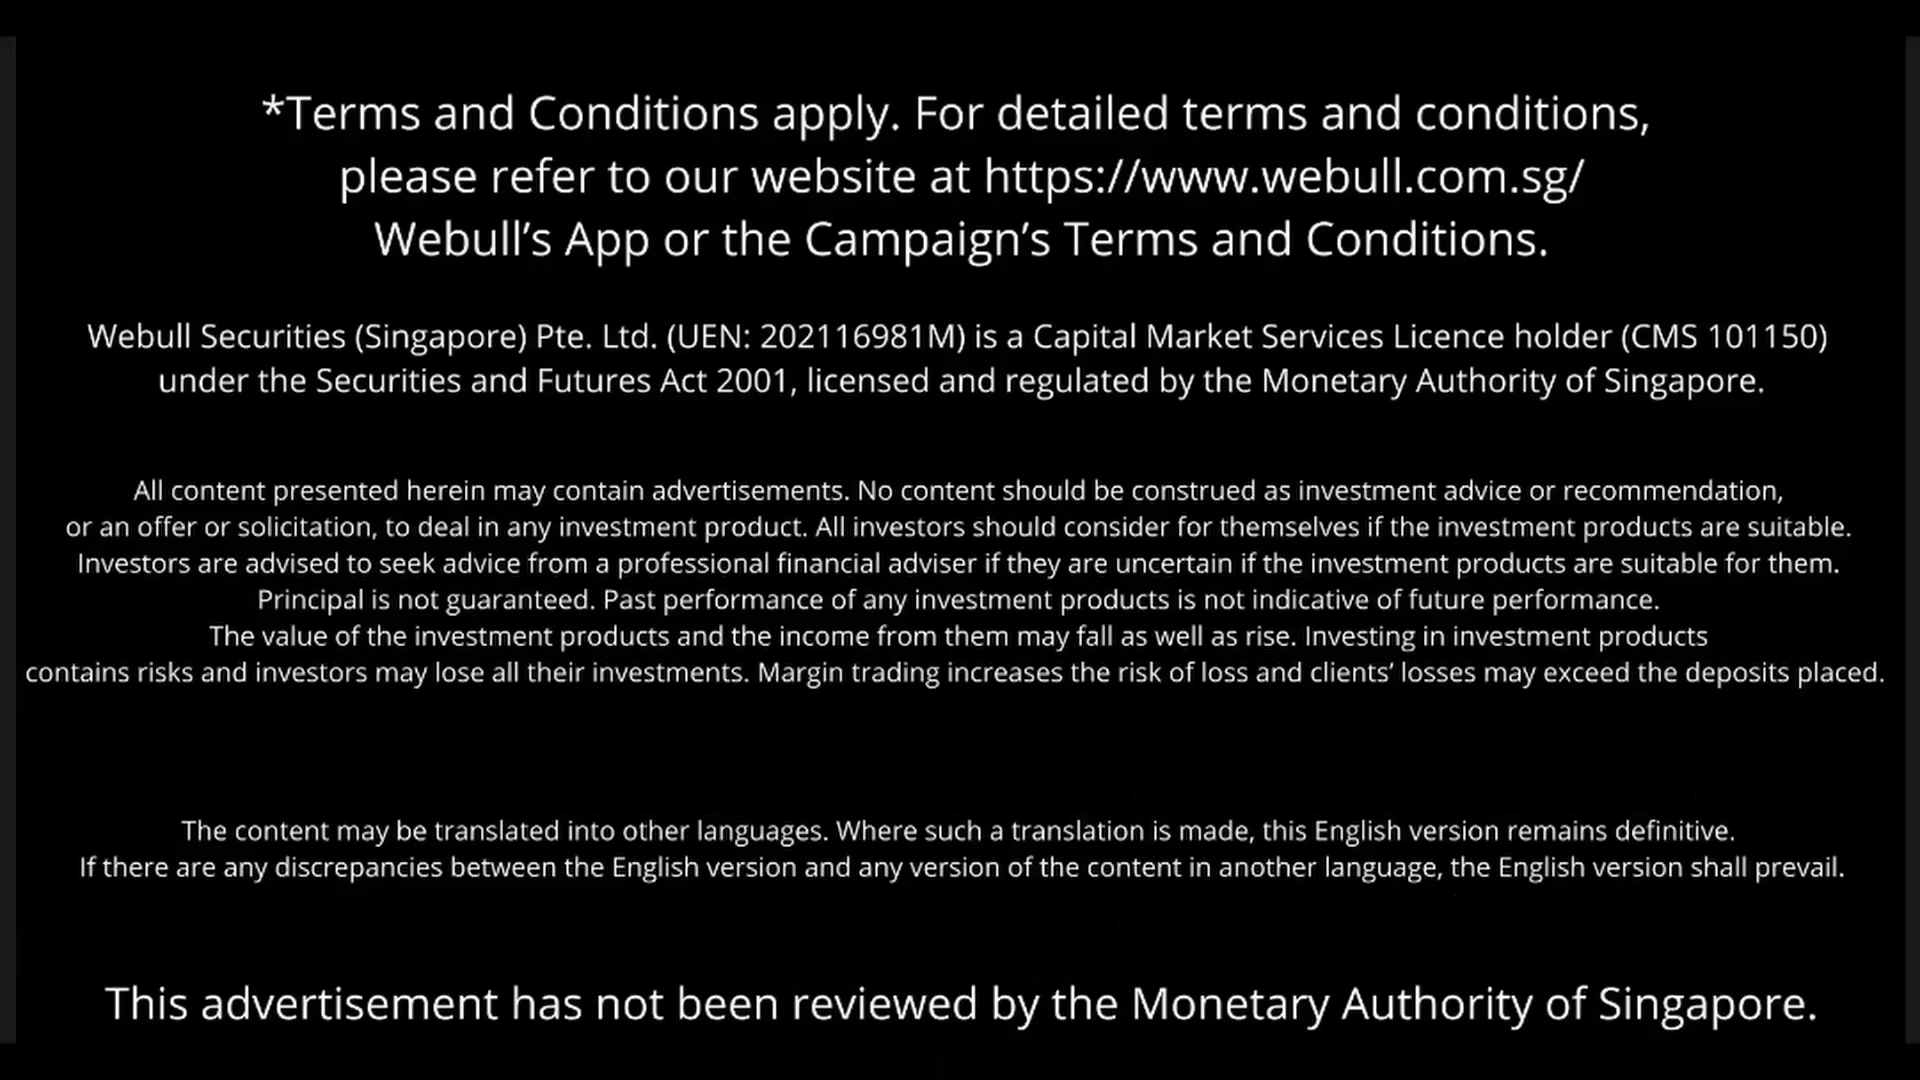 *Terms and Conditions apply. For detailed terms and conditions,
please refer to our website at https://www.webull.com.sg/
Webull’s App or the Campaign’s Terms and Conditions.
Webull Securities (Singapore) Pte. Ltd. (UEN: 202116981M) is a Capital Market Services Licence holder (CMS 101150)
under the Securities and Futures Act 2001, licensed and regulated by the Monetary Authority of Singapore.
All content presented herein may contain advertisements. No content should be construed as investment advice or recommendation,
or an offer or solicitation, to deal in any investment product. All investors should consider for themselves if the investment products are suitable.
Investors are advised to seek advice from a professional financial adviser if they are uncertain if the investment products are suitable for them.
Principal is not guaranteed. Past performance of any investment products is not indicative of future performance.
The value of the investment products and the income from them may fall as well as rise. Investing in investment products
contains risks and investors may lose all their investments. Margin trading increases the risk of loss and clients’ losses may exceed the deposits placed.
The content may be translated into other languages. Where such a translation is made, this English version remains definitive.
If there are any discrepancies between the English version and any version of the content in another language, the English version shall prevail.
This advertisement has not been reviewed by the Monetary Authority of Singapore.